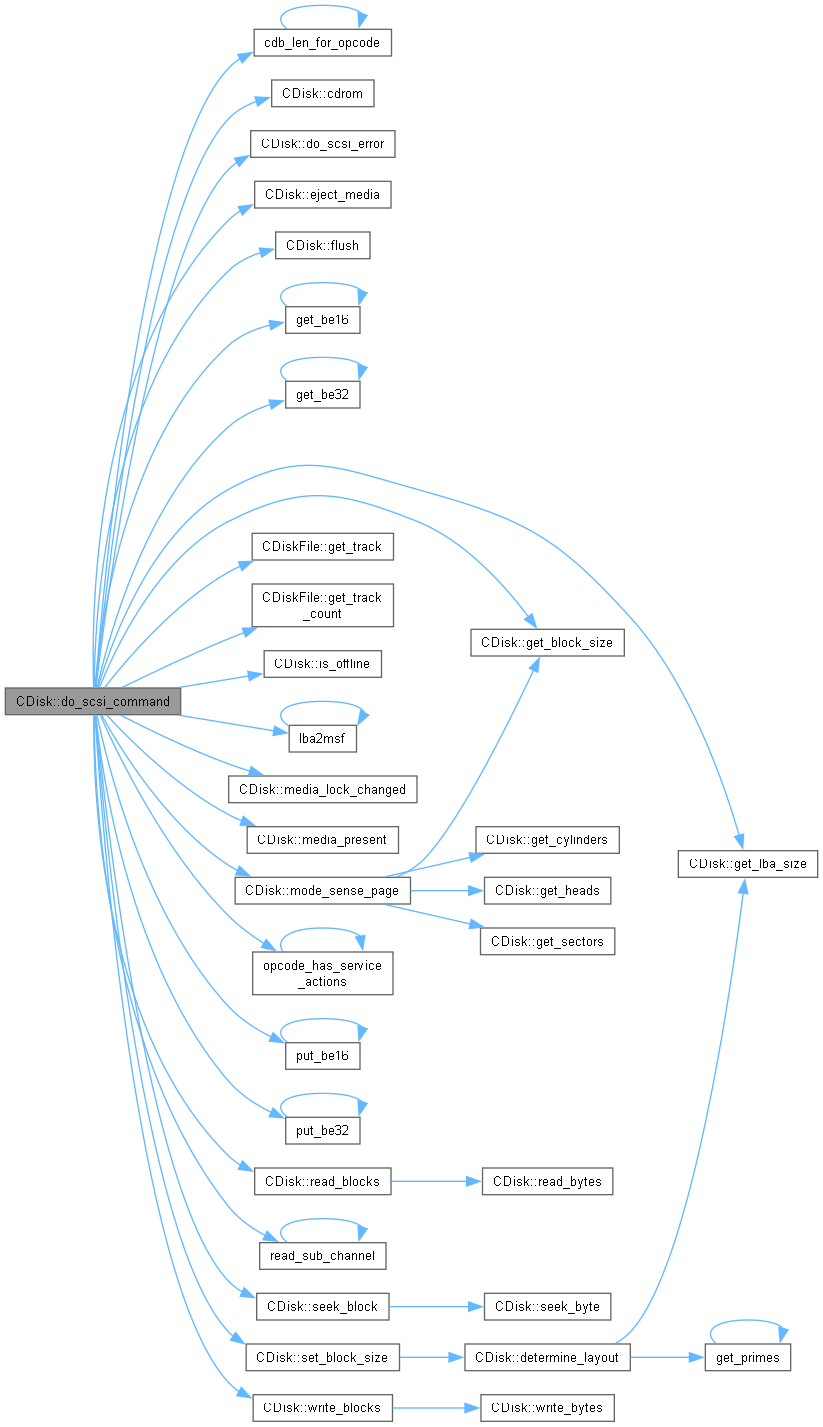 cdb_len_for_opcode
CDisk::cdrom
CDisk::do_scsi_error
CDisk::eject_media
CDisk::flush
get_be16
get_be32
CDiskFile::get_track
CDiskFile::get_track
_count
CDisk::get_block_size
CDisk::is_offline
CDisk::do_scsi_command
lba2msf
CDisk::media_lock_changed
CDisk::media_present
CDisk::get_cylinders
CDisk::get_lba_size
CDisk::mode_sense_page
CDisk::get_heads
CDisk::get_sectors
opcode_has_service
_actions
put_be16
put_be32
CDisk::read_blocks
CDisk::read_bytes
read_sub_channel
CDisk::seek_block
CDisk::seek_byte
CDisk::set_block_size
CDisk::determine_layout
get_primes
CDisk::write_blocks
CDisk::write_bytes